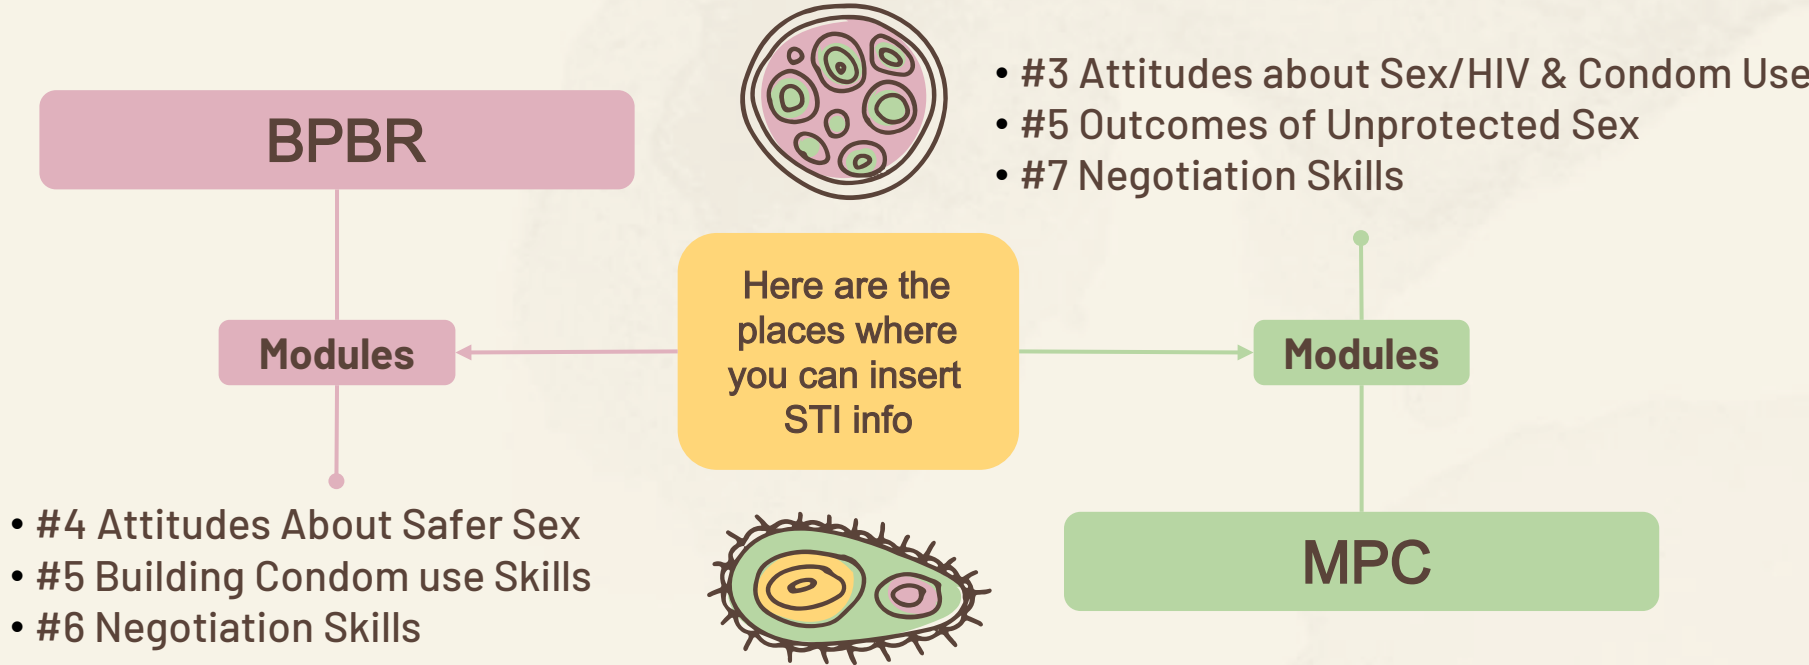 BPBR
Modules
• #4 Attitudes About Safer Sex
• #5 Building Condom use Skills
• #6 Negotiation Skills
Here are the
places where
you can insert
STI info
• #3 Attitudes about Sex/HIV & Condom Use
• #5 Outcomes of Unprotected Sex
• #7 Negotiation Skills
Modules
MPC